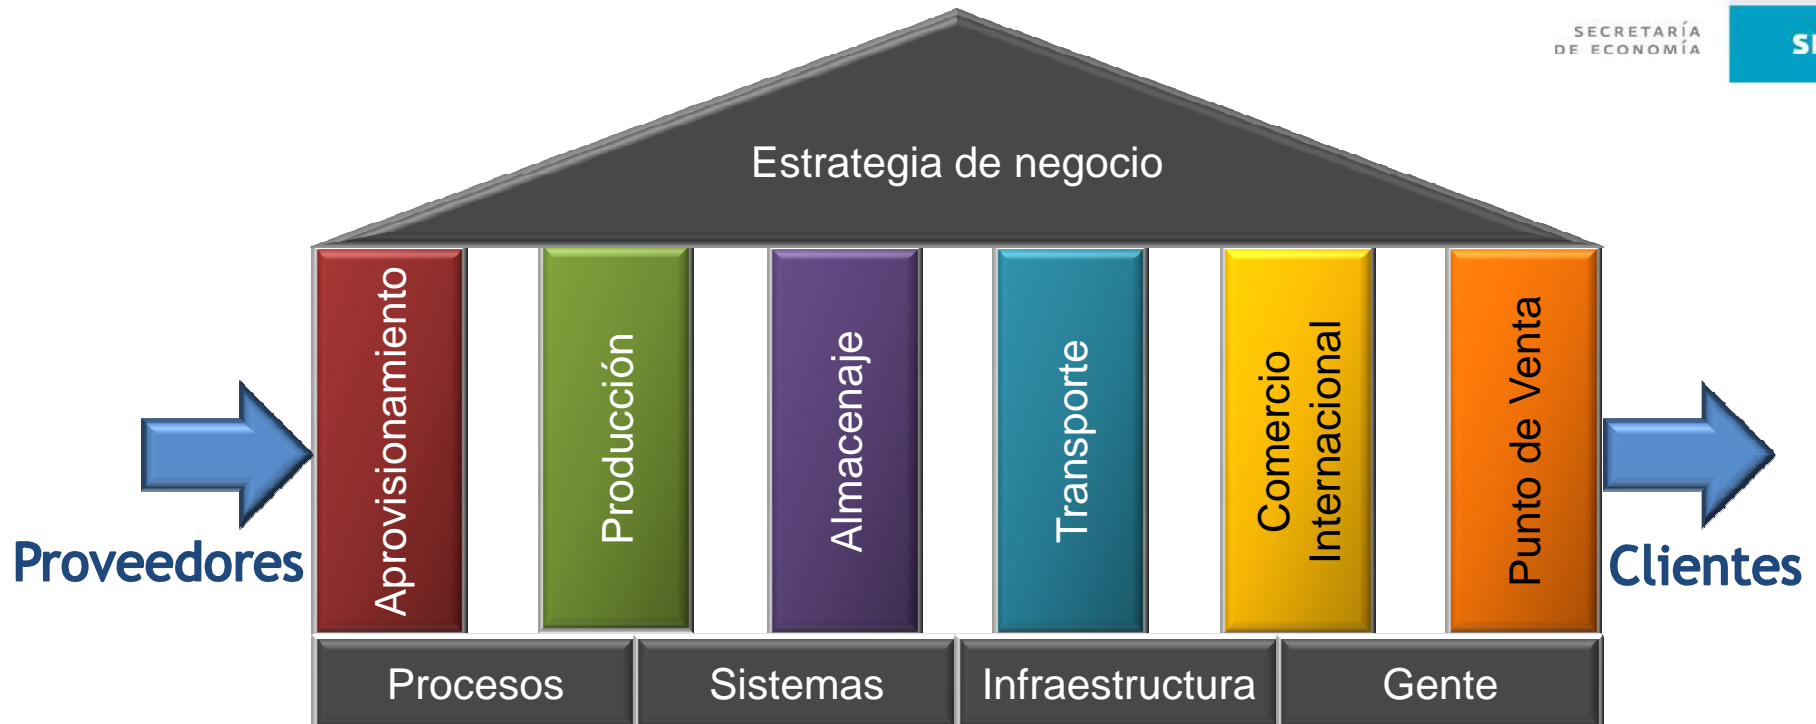 SECRETARÍA
DE ECONOMÍA
Estrategia de negocio
Aprovisionamiento
Producción
Almacenaje
Transporte
Comercio
Internacional
Punto de Venta
Proveedores
Clientes
Procesos
Sistemas
Infraestructura
Gente